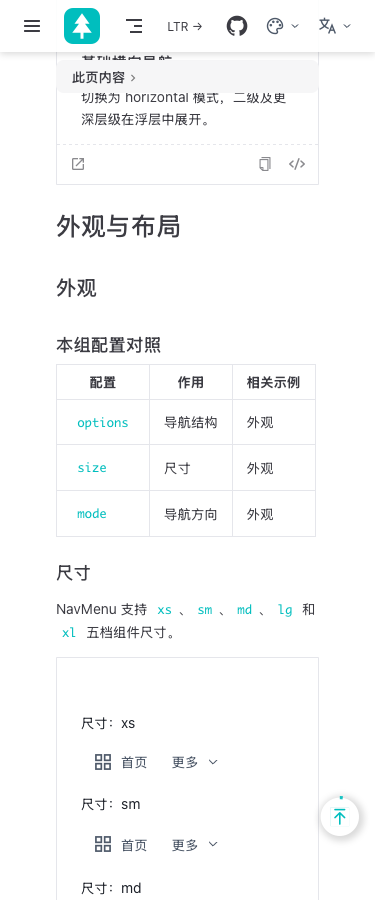 LTR →
此页内容 >
切换为 horizontal 模式，二级及更
深层级在浮层中展开。
外观与布局
外观
本组配置对照
配置 作用 相关示例
options 导航结构 外观
size 尺寸 外观
mode 导航方向 外观
尺寸
NavMenu 支持 xs 、 sm 、 md 、 lg 和
xl 五档组件尺寸。
尺寸：xs
首页 更多
尺寸：sm
首页 更多
尺寸：md